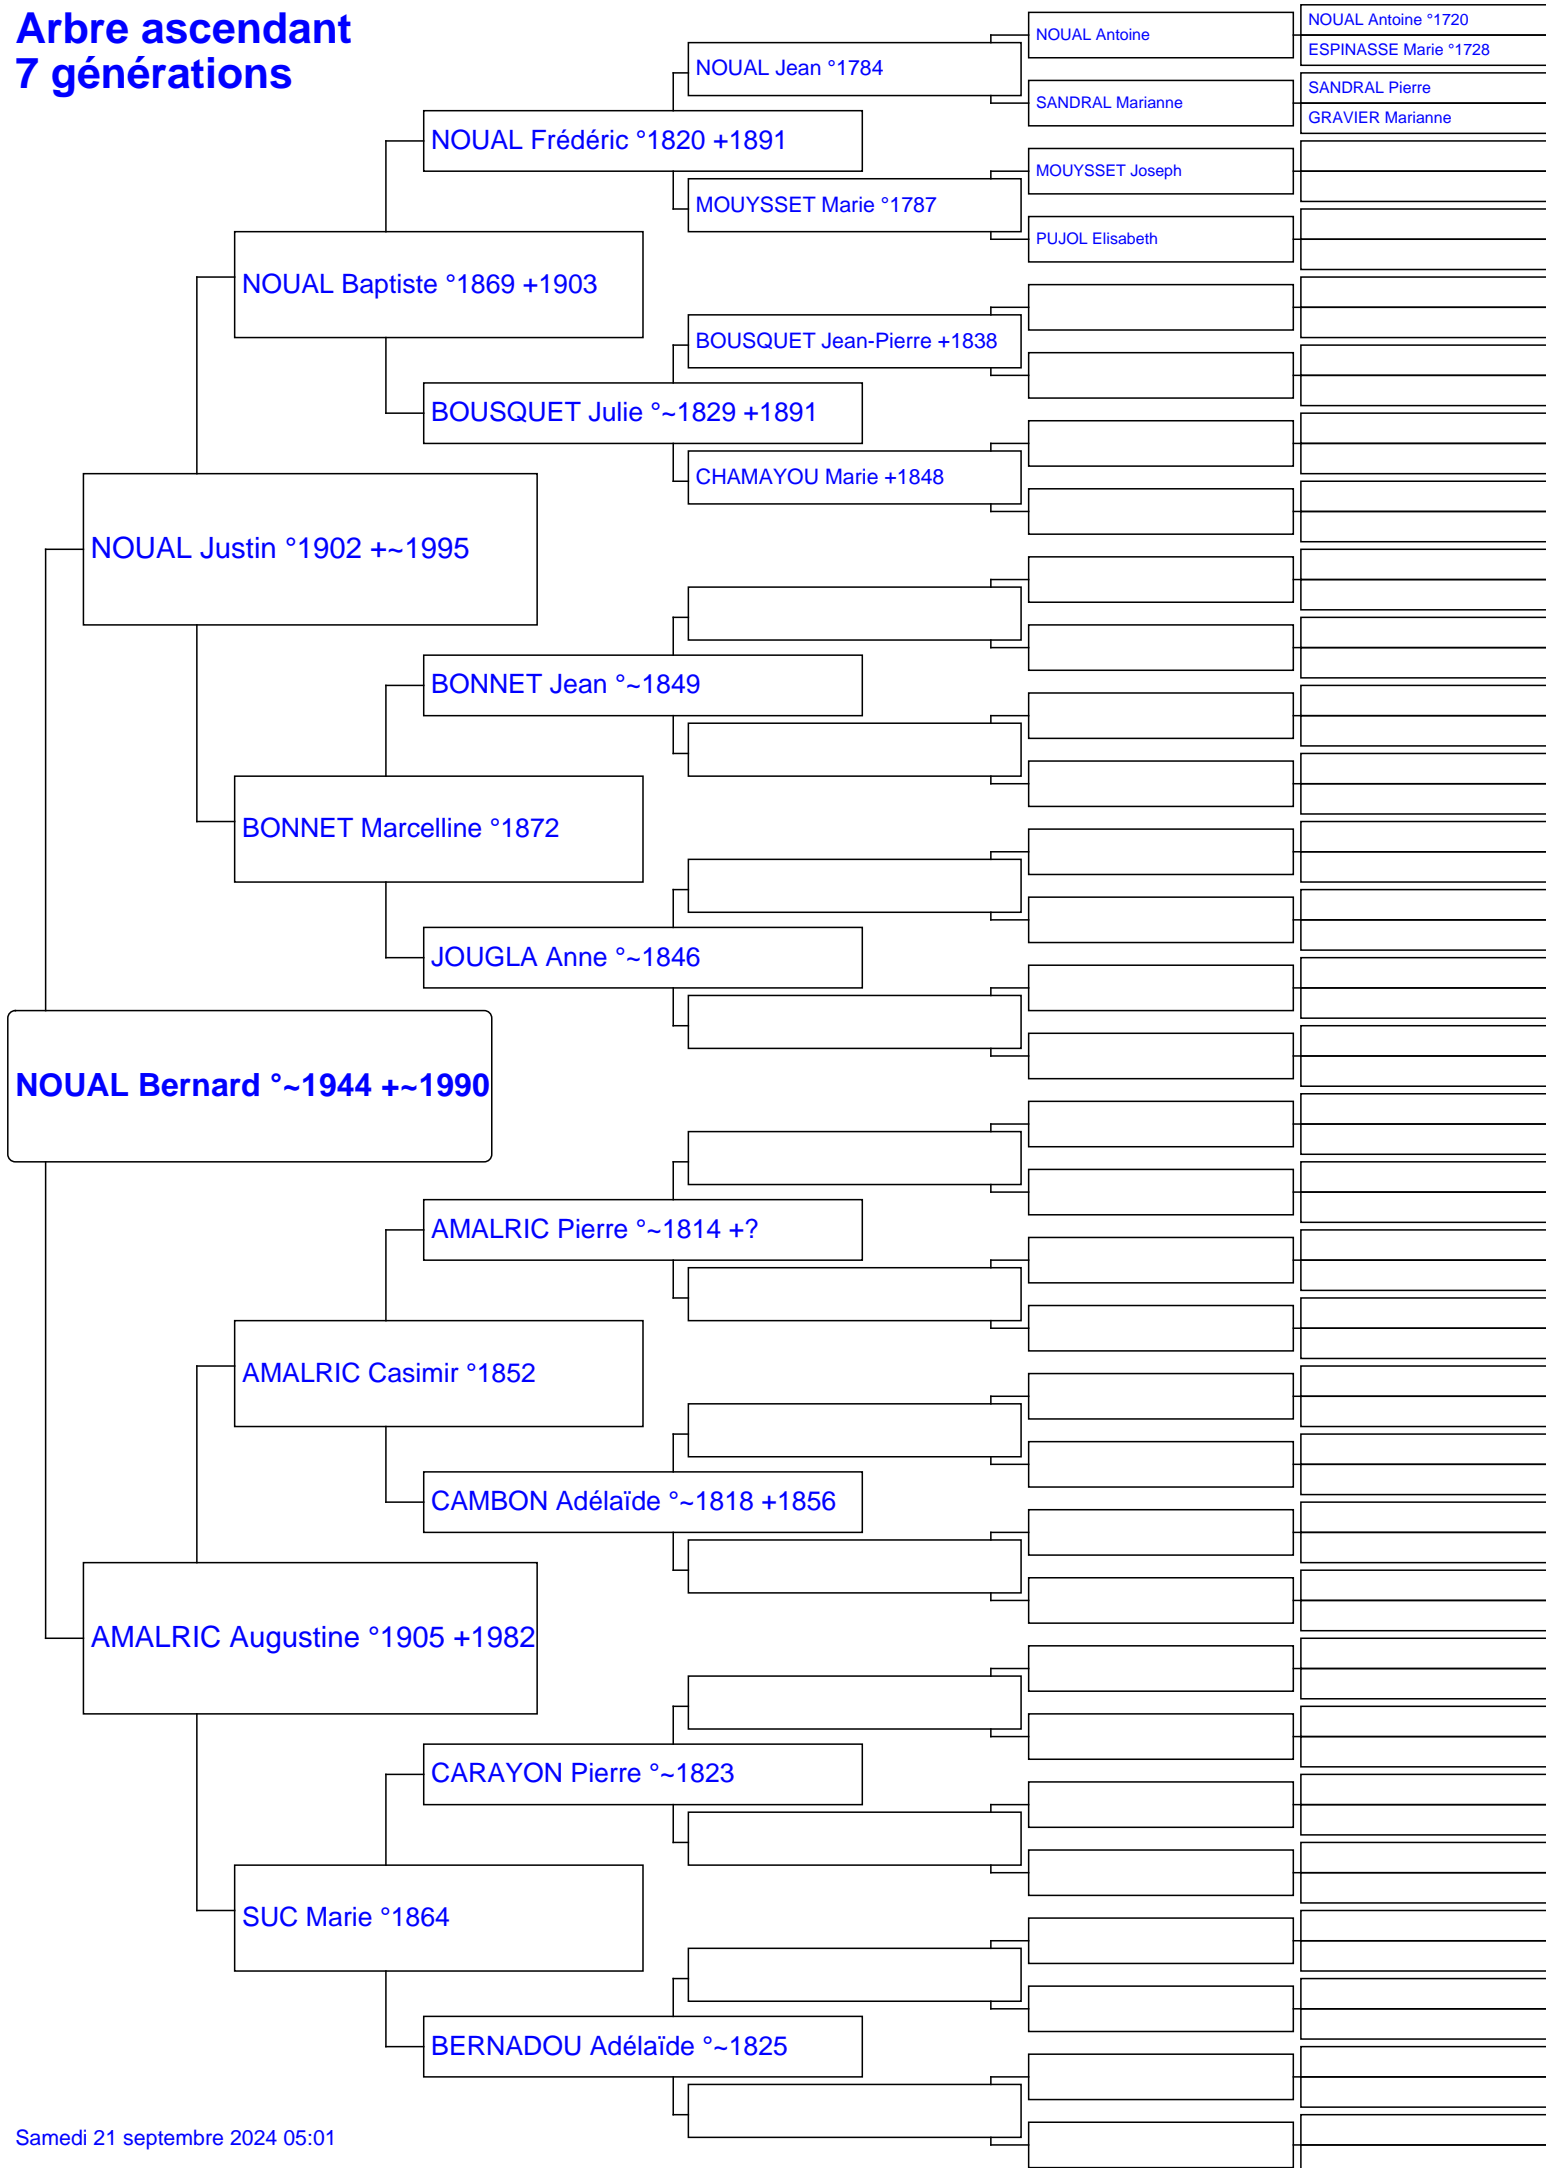 Arbre ascendant
7 générations
NOUAL Antoine °1720
ESPINASSE Marie °1728
NOUAL Antoine
NOUAL Jean °1784
SANDRAL Pierre
SANDRAL Marianne
GRAVIER Marianne
NOUAL Frédéric °1820 +1891
MOUYSSET Joseph
MOUYSSET Marie °1787
PUJOL Elisabeth
NOUAL Baptiste °1869 +1903
BOUSQUET Jean-Pierre +1838
BOUSQUET Julie °~1829 +1891
CHAMAYOU Marie +1848
NOUAL Justin °1902 +~1995
BONNET Jean °~1849
BONNET Marcelline °1872
JOUGLA Anne °~1846
NOUAL Bernard °~1944 +~1990
AMALRIC Pierre °~1814 +?
AMALRIC Casimir °1852
CAMBON Adélaïde °~1818 +1856
AMALRIC Augustine °1905 +1982
CARAYON Pierre °~1823
SUC Marie °1864
BERNADOU Adélaïde °~1825
Samedi 21 septembre 2024 05:01